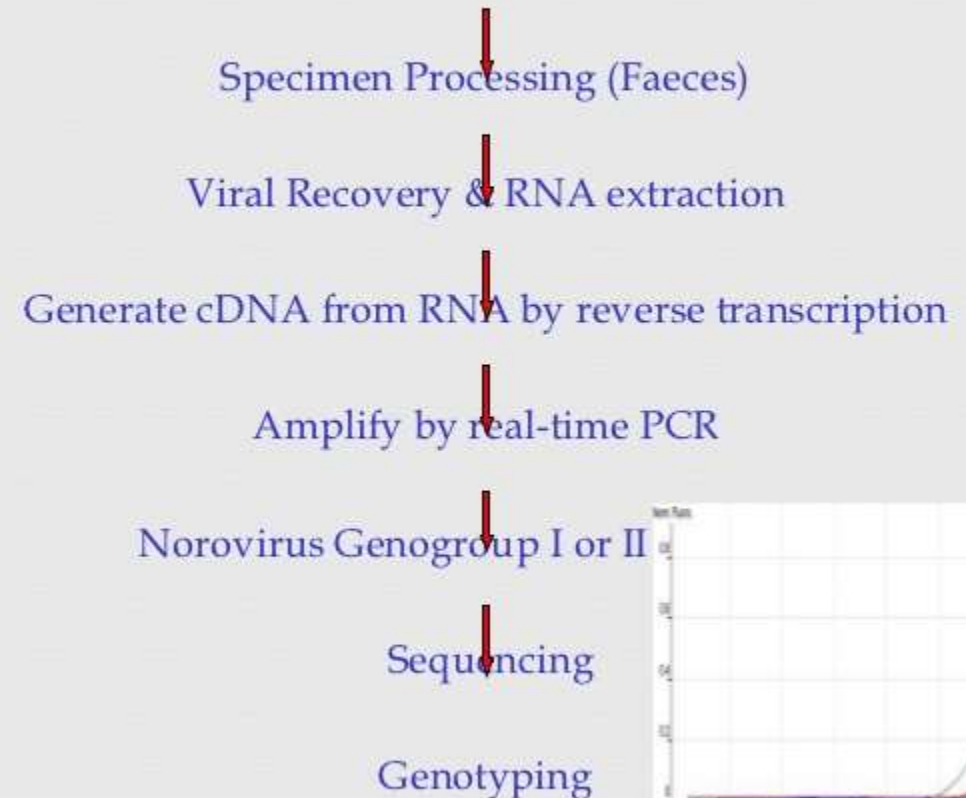 Specimen Processing (Faeces)
Viral Recovery & RNA extraction
Generate cDNA from RNA by reverse transcription
Amplify by real-time PCR
Norovirus Genogroup I or II
Sequencing
Genotyping